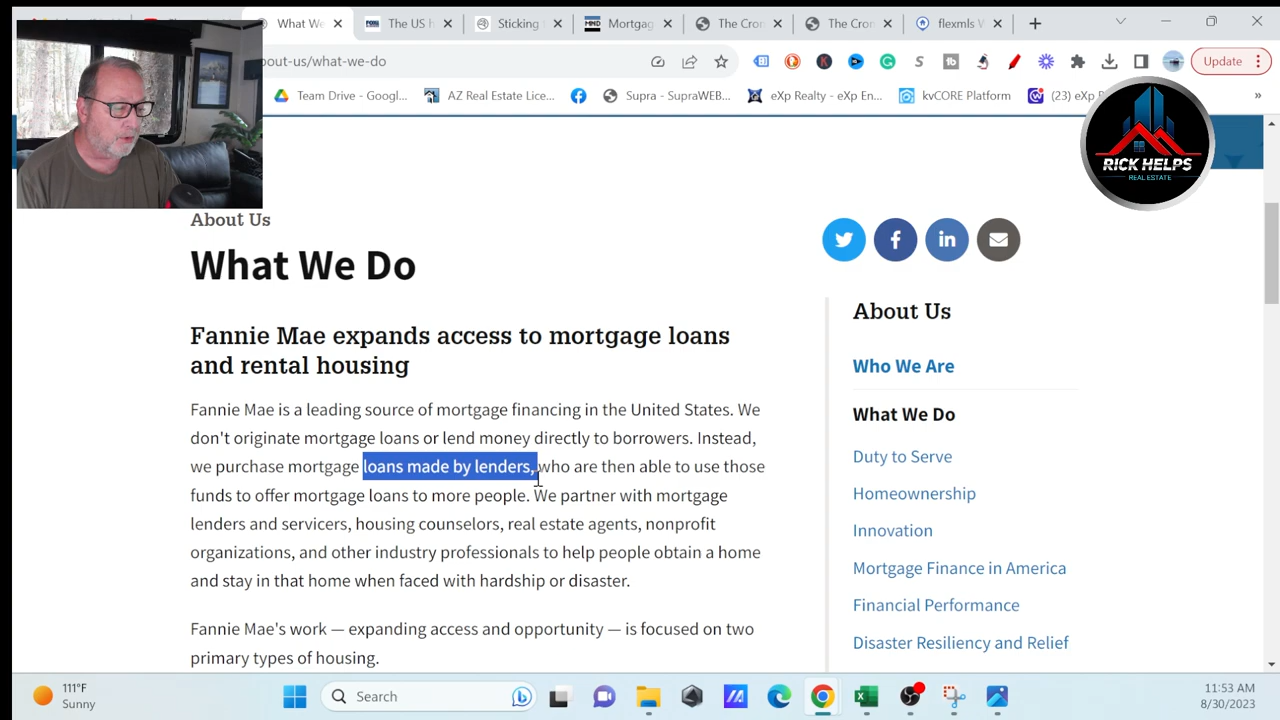 What We
The US h
Sticking
Mortgag
The Cron
The Cron
flexmls W
out-us/what-we-do
Update
Team Drive - Googl...
AZ Real Estate Lice...
Supra - SupraWEB...
eXp Realty - eXp En...
kvCORE Platform
(23) eXp
»
RICK HELPS
REAL ESTATE
About Us
What We Do
Fannie Mae expands access to mortgage loans
and rental housing
Fannie Mae is a leading source of mortgage financing in the United States. We
don't originate mortgage loans or lend money directly to borrowers. Instead,
we purchase mortgage loans made by lenders, who are then able to use those
funds to offer mortgage loans to more people. We partner with mortgage
lenders and servicers, housing counselors, real estate agents, nonprofit
organizations, and other industry professionals to help people obtain a home
and stay in that home when faced with hardship or disaster.
Fannie Mae's work — expanding access and opportunity — is focused on two
primary types of housing.
About Us
Who We Are
What We Do
Duty to Serve
Homeownership
Innovation
Mortgage Finance in America
Financial Performance
Disaster Resiliency and Relief
111°F
Sunny
Search
11:53 AM
8/30/2023